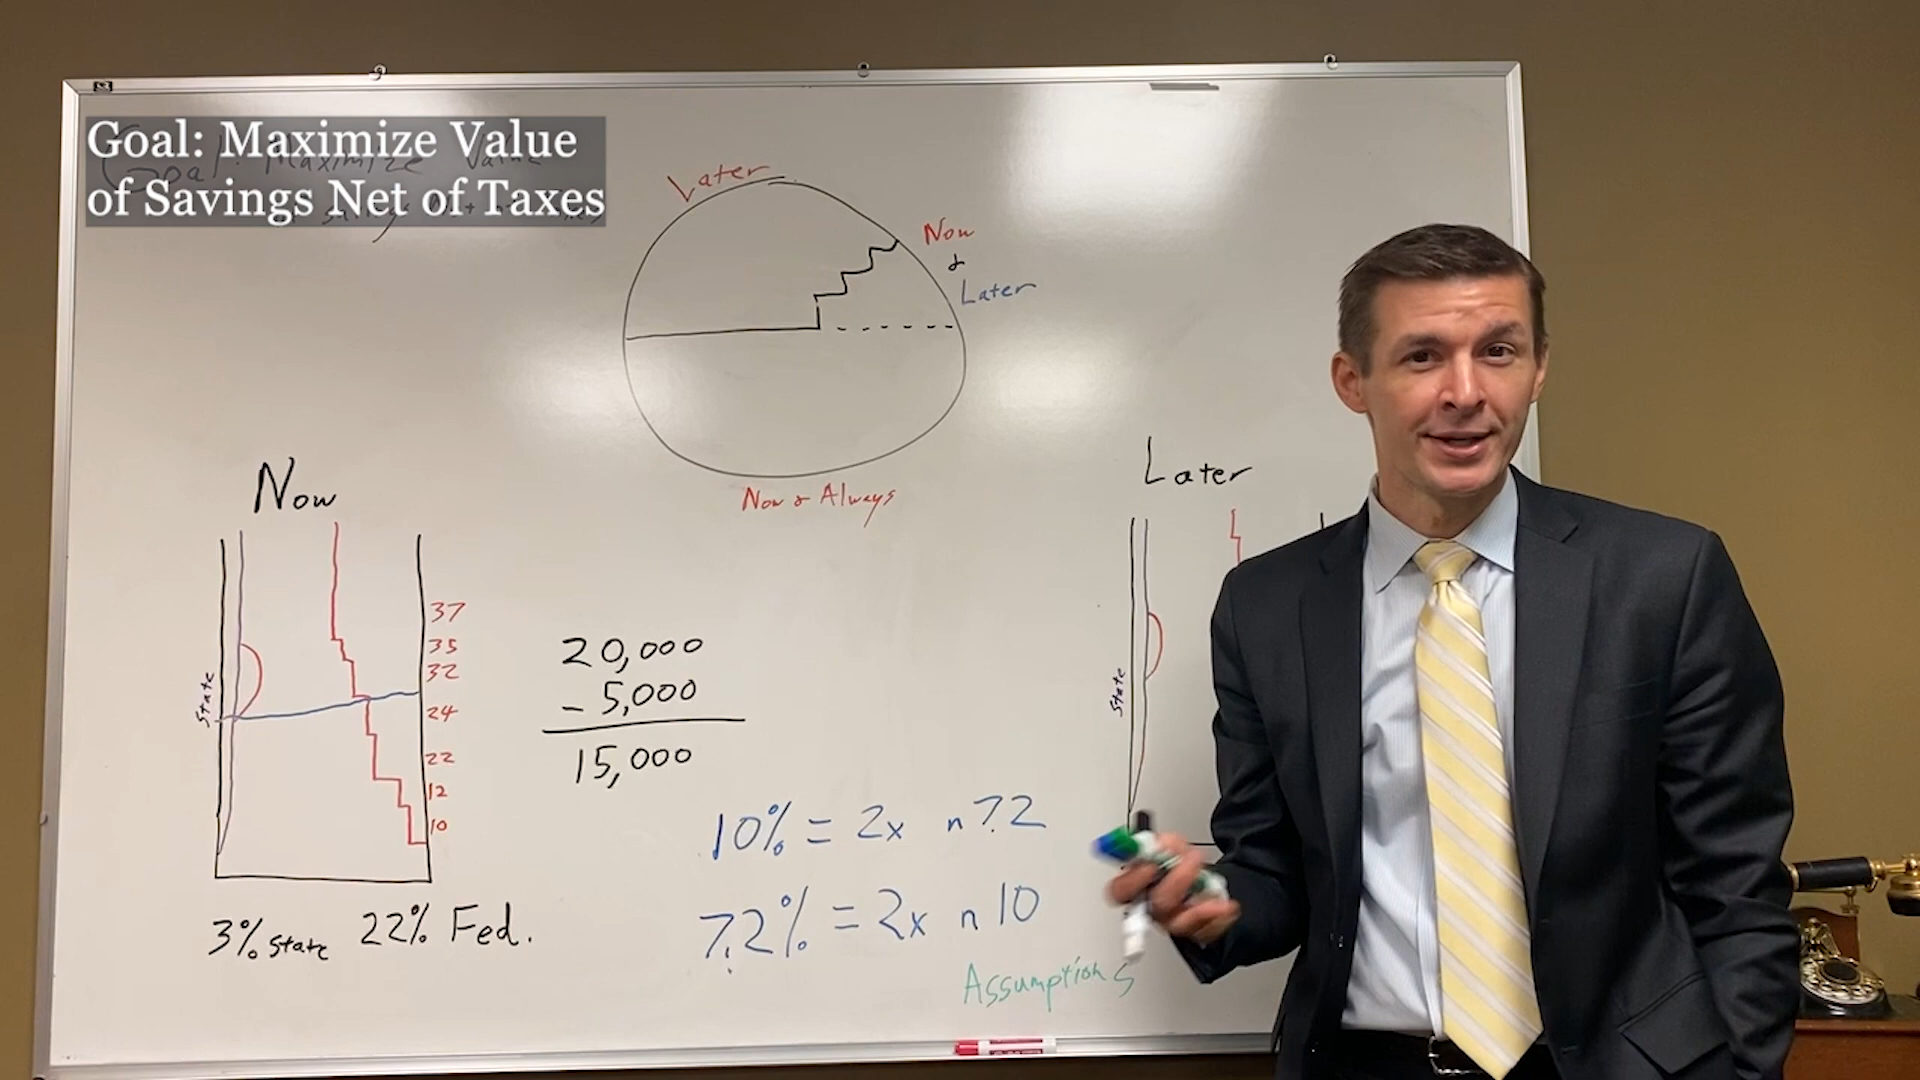 Goal: Maximize Value
of Savings Net of Taxes
Later
Now
&
Later
Now & Always
Now
State
37
35
32
24
22
12
10
3% State 22% Fed.
20,000
- 5,000
15,000
10% = 2x n 7.2
7.2% = 2x n 10
Assumptions
Later
State